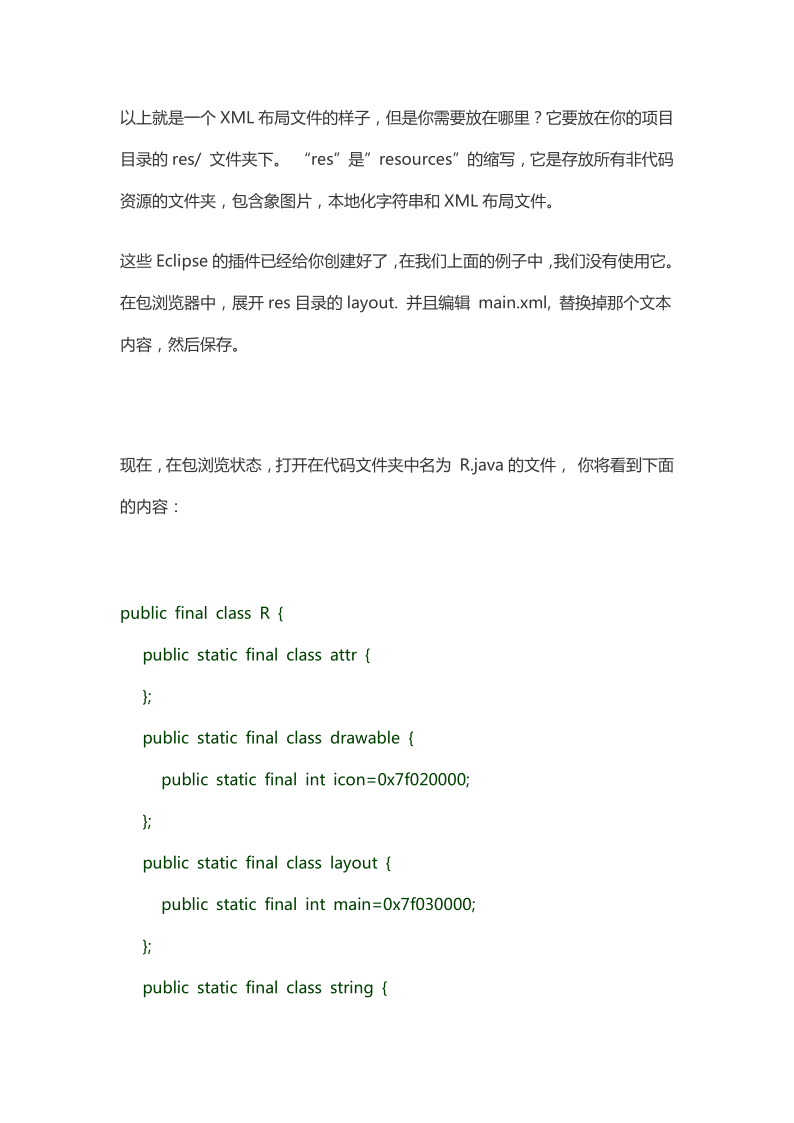 以上就是一个 XML 布局文件的样子，但是你需要放在哪里？它要放在你的项目
目录的 res/ 文件夹下。 “res”是”resources”的缩写，它是存放所有非代码
资源的文件夹，包含象图片，本地化字符串和 XML 布局文件。
这些 Eclipse 的插件已经给你创建好了，在我们上面的例子中，我们没有使用它。
在包浏览器中，展开 res 目录的 layout. 并且编辑 main.xml, 替换掉那个文本
内容，然后保存。
现在，在包浏览状态，打开在代码文件夹中名为 R.java 的文件， 你将看到下面
的内容：
public final class R {
public static final class attr {
};
public static final class drawable {
public static final int icon=0x7f020000;
};
public static final class layout {
public static final int main=0x7f030000;
};
public static final class string {